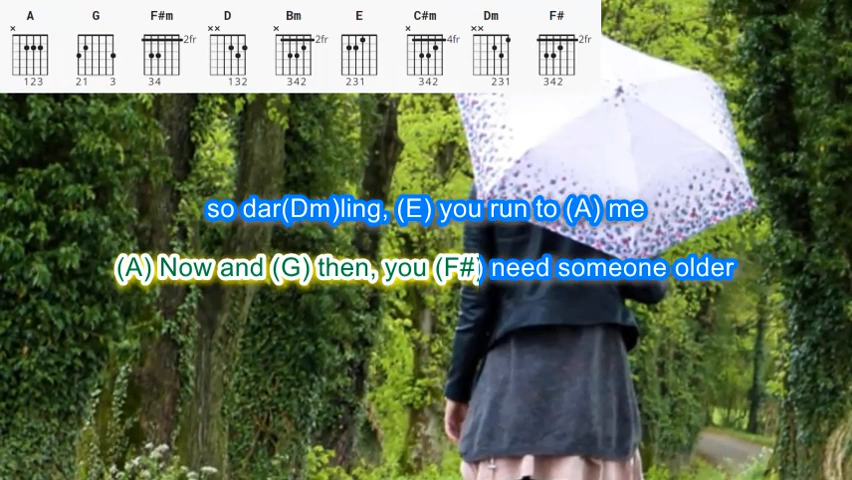 A G F#m D Bm E C#m Dm F#
× ×× × × ××
2fr 2fr 4fr 2fr
123 21 3 34 132 342 231 342 231 342
so dar(Dm)ling, (E) you run to (A) me
(A) Now and (G) then, you (F#) need someone older